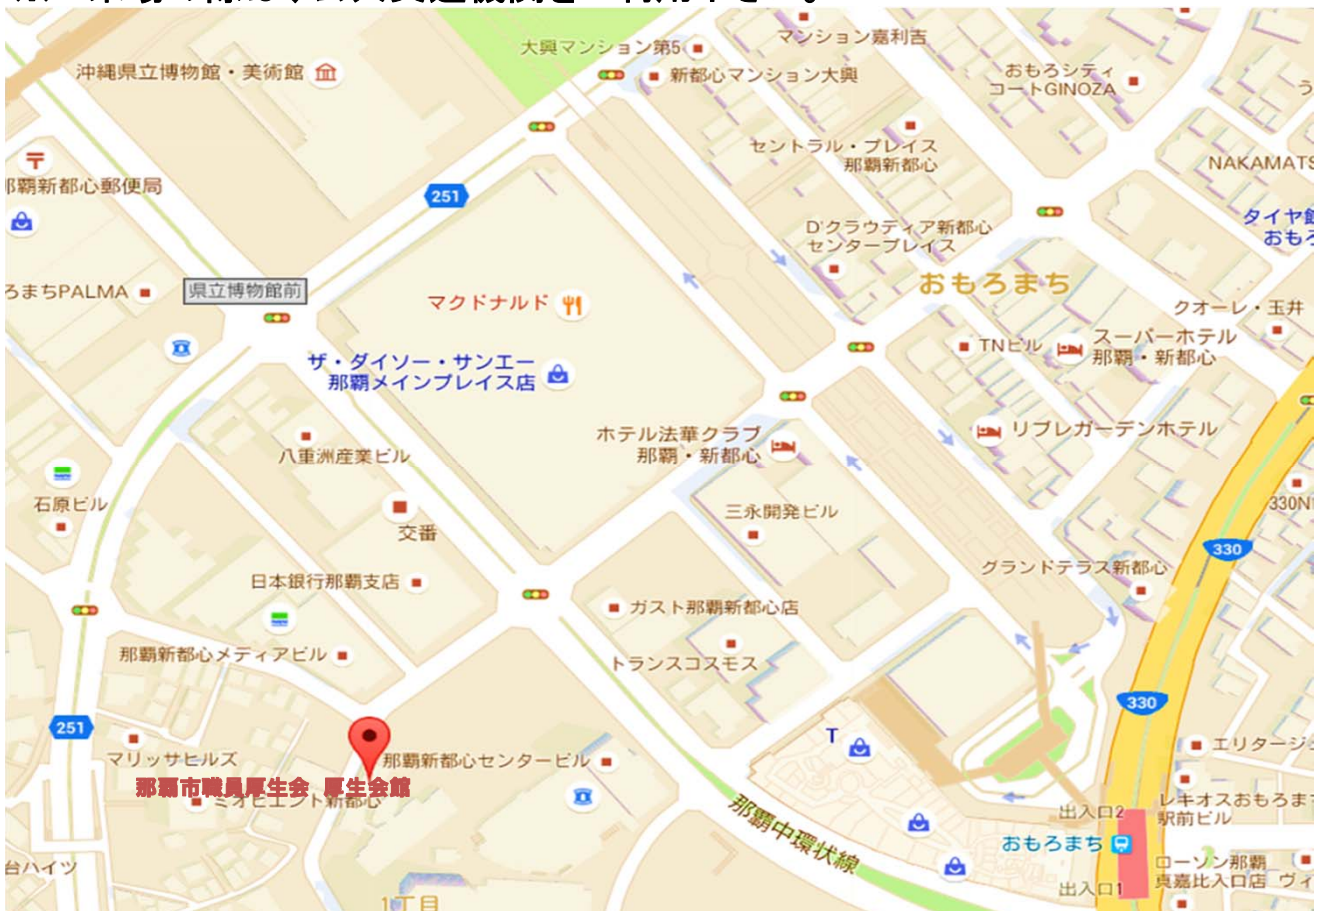 大興マンション第5
マンション嘉利吉
沖縄県立博物館・美術館
新都心マンション大興
おもろシティ
コートGINOZA
セントラル・プレイス
那覇新都心
NAKAMATS
那覇新都心郵便局
251
D'クラウディア新都心
センタープレイス
タイヤ館
おもろ
おもろまち
ろまちPALMA
県立博物館前
マクドナルド
クオーレ・玉井
TNビル
スーパーホテル
那覇・新都心
ザ・ダイソー・サンエー
那覇メインプレイス店
ホテル法華クラブ
那覇・新都心
リブレガーデンホテル
八重洲産業ビル
石原ビル
三永開発ビル
330N
交番
330
グランドテラス新都心
日本銀行那覇支店
ガスト那覇新都心店
那覇新都心メディアビル
トランスコスモス
330
251
T
エリタージュ
マリッサヒルズ
那覇新都心センタービル
那覇市職員厚生会 厚生会館
那覇中環状線
出入口2
レキオスおもろま
駅前ビル
おもろまち
台ハイツ
ローソン那覇
真嘉比入口店
ヴィ
出入口1
1丁目